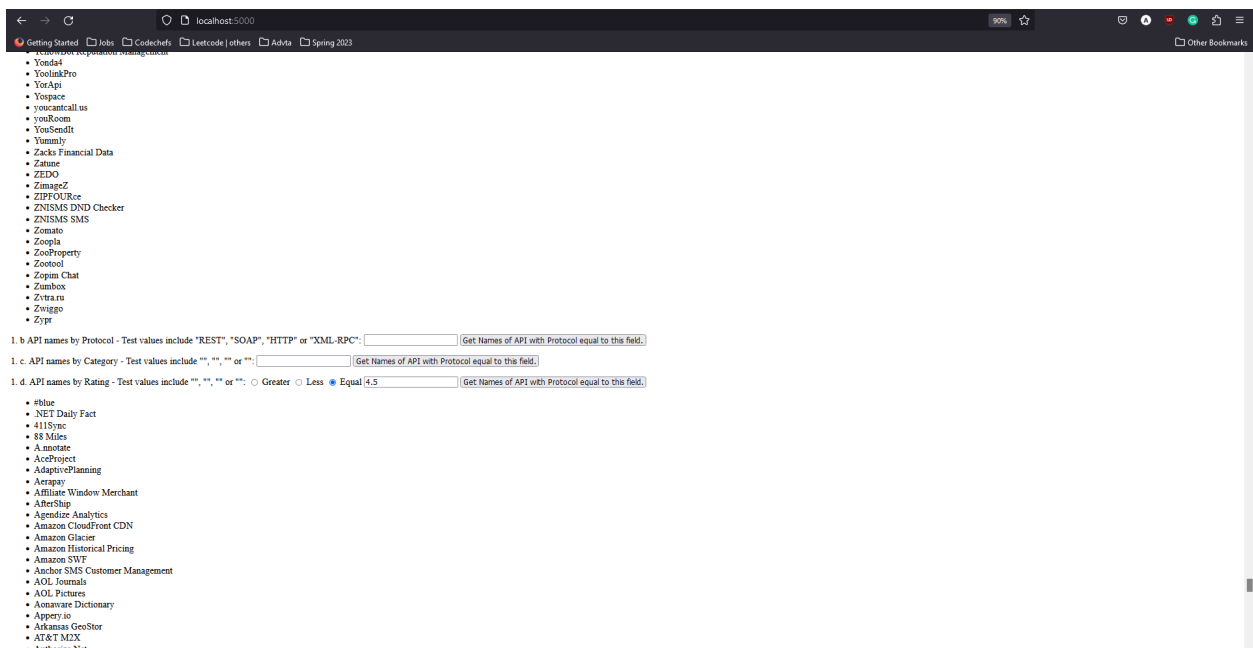 localhost:5000
90%
Getting Started Jobs Codechefs Leetcode | others Advta Spring 2023 Other Bookmarks
YellowBot Reputation Management
Yonda4
YoolinkPro
YorApi
Yospace
youcantcall.us
youRoom
YouSendIt
Yummly
Zacks Financial Data
Zatune
ZEDO
ZimageZ
ZIPFOURce
ZNISMS DND Checker
ZNISMS SMS
Zomato
Zoopla
ZooProperty
Zootool
Zopim Chat
Zumbox
Zvtra.ru
Zwiggo
Zypr
1. b API names by Protocol - Test values include "REST", "SOAP", "HTTP" or "XML-RPC": Get Names of API with Protocol equal to this field.
1. c. API names by Category - Test values include "", "", "" or "": Get Names of API with Protocol equal to this field.
1. d. API names by Rating - Test values include "", "", "" or "": Greater Less Equal 4.5 Get Names of API with Protocol equal to this field.
#blue
.NET Daily Fact
411Sync
88 Miles
A.nnotate
AceProject
AdaptivePlanning
Aerapay
Affiliate Window Merchant
AfterShip
Agendize Analytics
Amazon CloudFront CDN
Amazon Glacier
Amazon Historical Pricing
Amazon SWF
Anchor SMS Customer Management
AOL Journals
AOL Pictures
Aonaware Dictionary
Appery.io
Arkansas GeoStor
AT&T M2X